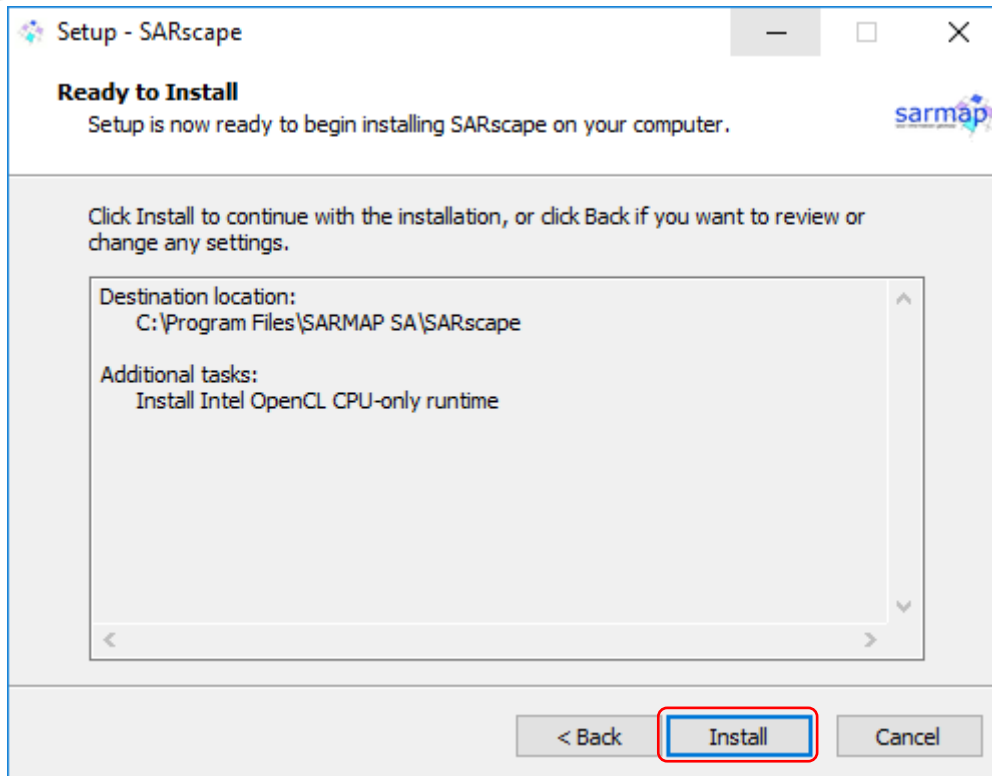 Setup - SARscape
Ready to Install
Setup is now ready to begin installing SARscape on your computer.
sarmap
Click Install to continue with the installation, or click Back if you want to review or
change any settings.
Destination location:
C:\Program Files\SARMAP SA\SARscape
Additional tasks:
Install Intel OpenCL CPU-only runtime
< Back
Install
Cancel